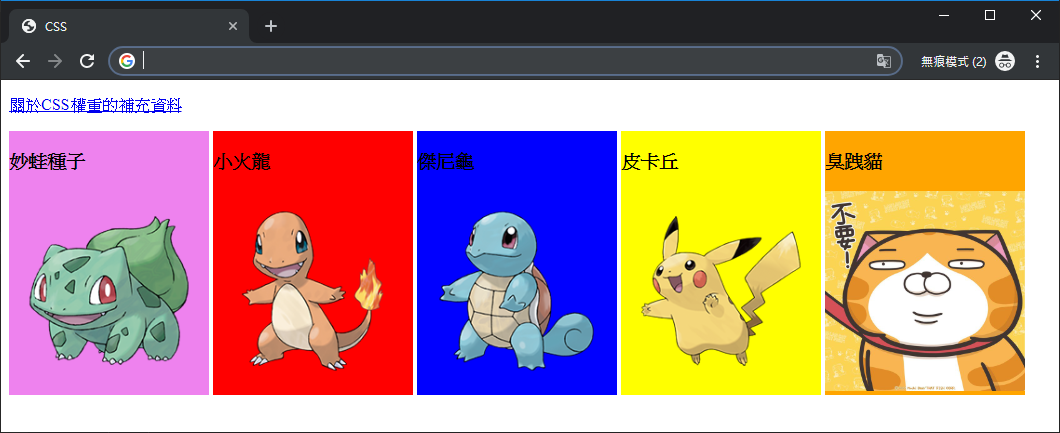 CSS
無痕模式 (2)
關於CSS權重的補充資料
妙蛙種子
小火龍
傑尼龜
皮卡丘
臭跩貓
不要!